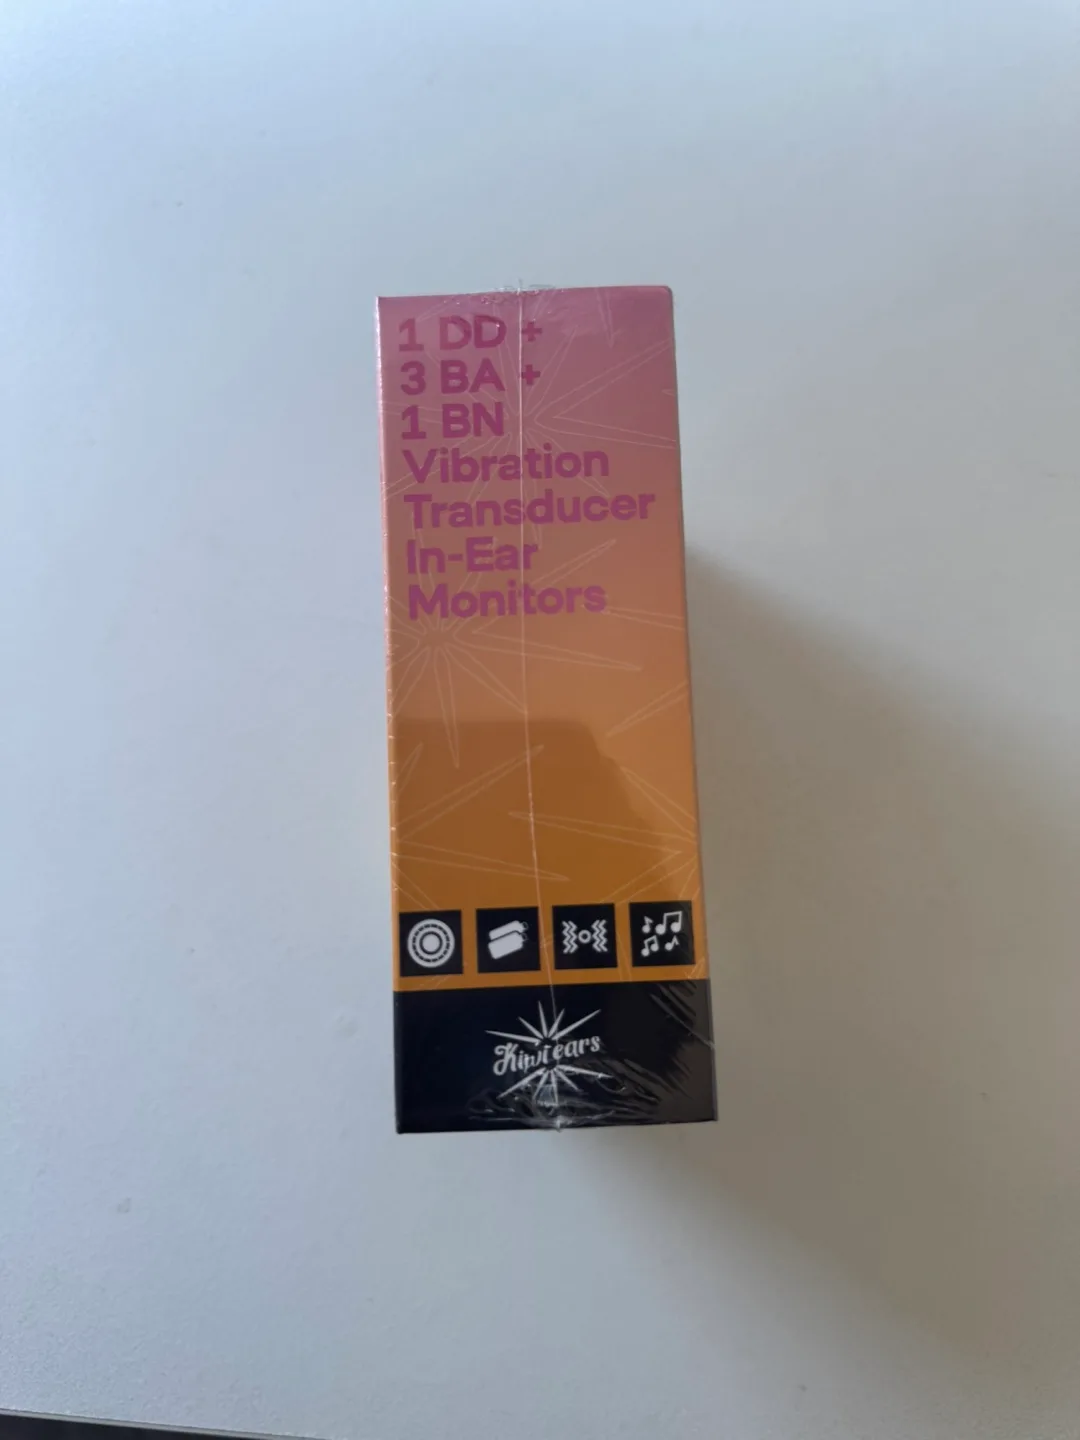 1 DD +
3 BA +
1 BN
Vibration
Transducer
In-Ear
Monitors
Kiwi ears